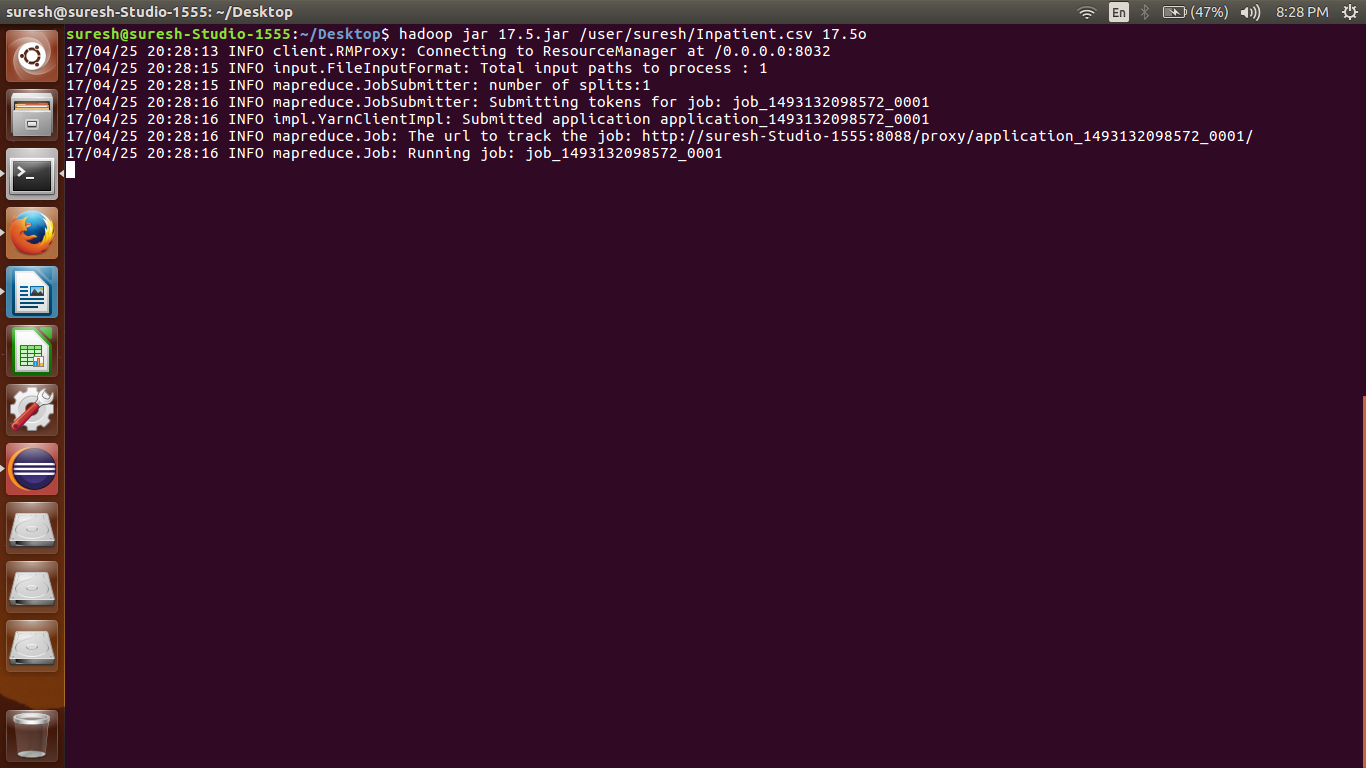 suresh@suresh-Studio-1555: ~/Desktop
En
(47%)
8:28 PM
suresh@suresh-Studio-1555:~/Desktop$ hadoop jar 17.5.jar /user/suresh/Inpatient.csv 17.5o
17/04/25 20:28:13 INFO client.RMProxy: Connecting to ResourceManager at /0.0.0.0:8032
17/04/25 20:28:15 INFO input.FileInputFormat: Total input paths to process : 1
17/04/25 20:28:15 INFO mapreduce.JobSubmitter: number of splits:1
17/04/25 20:28:16 INFO mapreduce.JobSubmitter: Submitting tokens for job: job_1493132098572_0001
17/04/25 20:28:16 INFO impl.YarnClientImpl: Submitted application application_1493132098572_0001
17/04/25 20:28:16 INFO mapreduce.Job: The url to track the job: http://suresh-Studio-1555:8088/proxy/application_1493132098572_0001/
17/04/25 20:28:16 INFO mapreduce.Job: Running job: job_1493132098572_0001